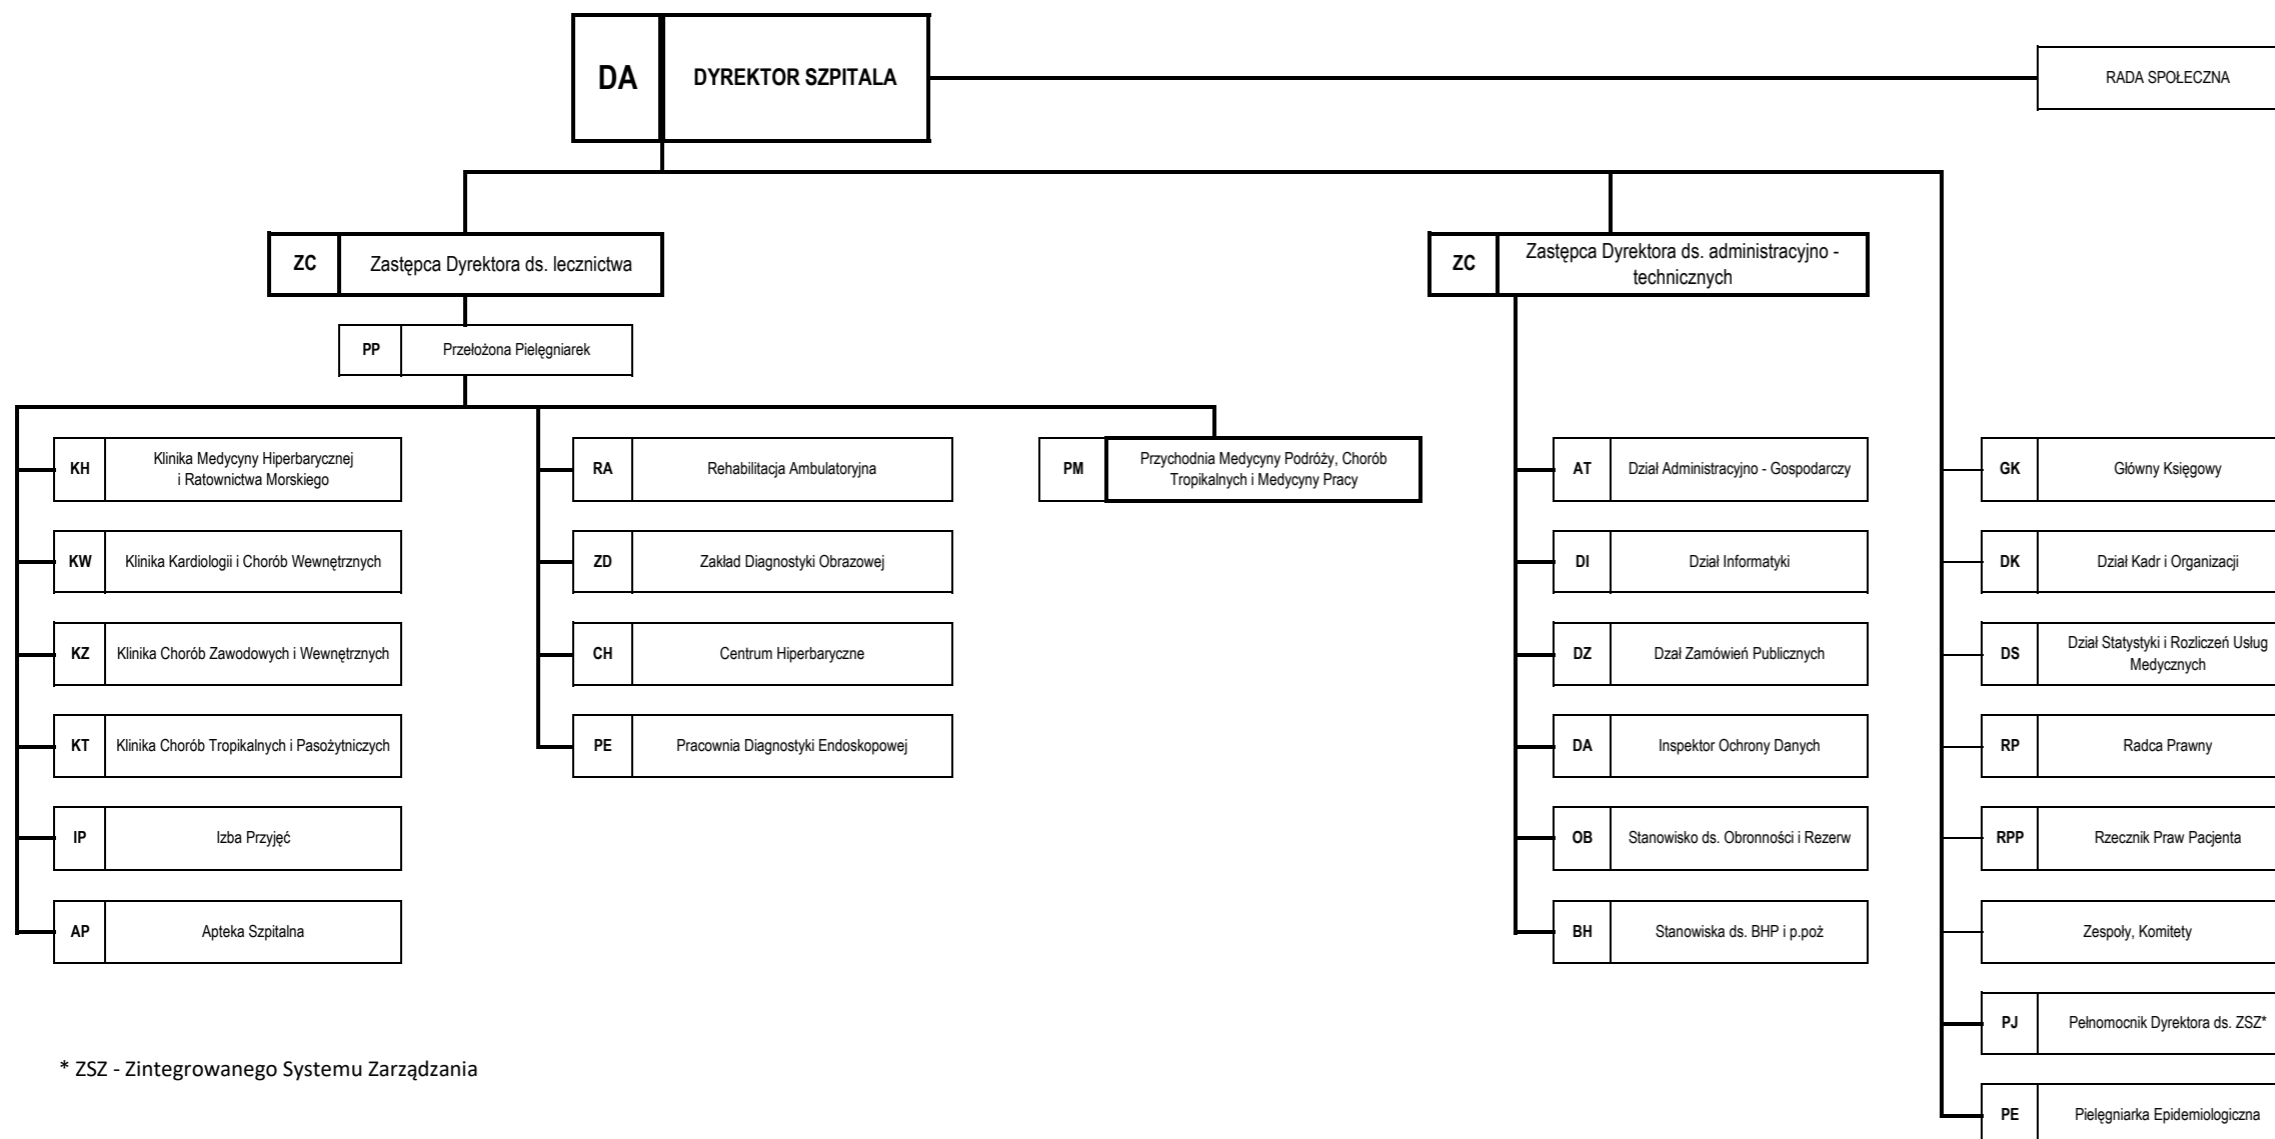 DA
DYREKTOR SZPITALA
RADA SPOŁECZNA
ZC
Zastępca Dyrektora ds. lecznictwa
ZC
Zastępca Dyrektora ds. administracyjno -
technicznych
PP
Przełożona Pielęgniarek
KH
Klinika Medycyny Hiperbarycznej
i Ratownictwa Morskiego
RA
Rehabilitacja Ambulatoryjna
PM
Przychodnia Medycyny Podróży, Chorób
Tropikalnych i Medycyny Pracy
AT
Dział Administracyjno - Gospodarczy
GK
Główny Księgowy
KW
Klinika Kardiologii i Chorób Wewnętrznych
ZD
Zakład Diagnostyki Obrazowej
DI
Dział Informatyki
DK
Dział Kadr i Organizacji
KZ
Klinika Chorób Zawodowych i Wewnętrznych
CH
Centrum Hiperbaryczne
DZ
Dzał Zamówień Publicznych
DS
Dział Statystyki i Rozliczeń Usług
Medycznych
KT
Klinika Chorób Tropikalnych i Pasożytniczych
PE
Pracownia Diagnostyki Endoskopowej
DA
Inspektor Ochrony Danych
RP
Radca Prawny
IP
Izba Przyjęć
OB
Stanowisko ds. Obronności i Rezerw
RPP
Rzecznik Praw Pacjenta
AP
Apteka Szpitalna
BH
Stanowiska ds. BHP i p.poż
Zespoły, Komitety
PJ
Pełnomocnik Dyrektora ds. ZSZ*
* ZSZ - Zintegrowanego Systemu Zarządzania
PE
Pielęgniarka Epidemiologiczna